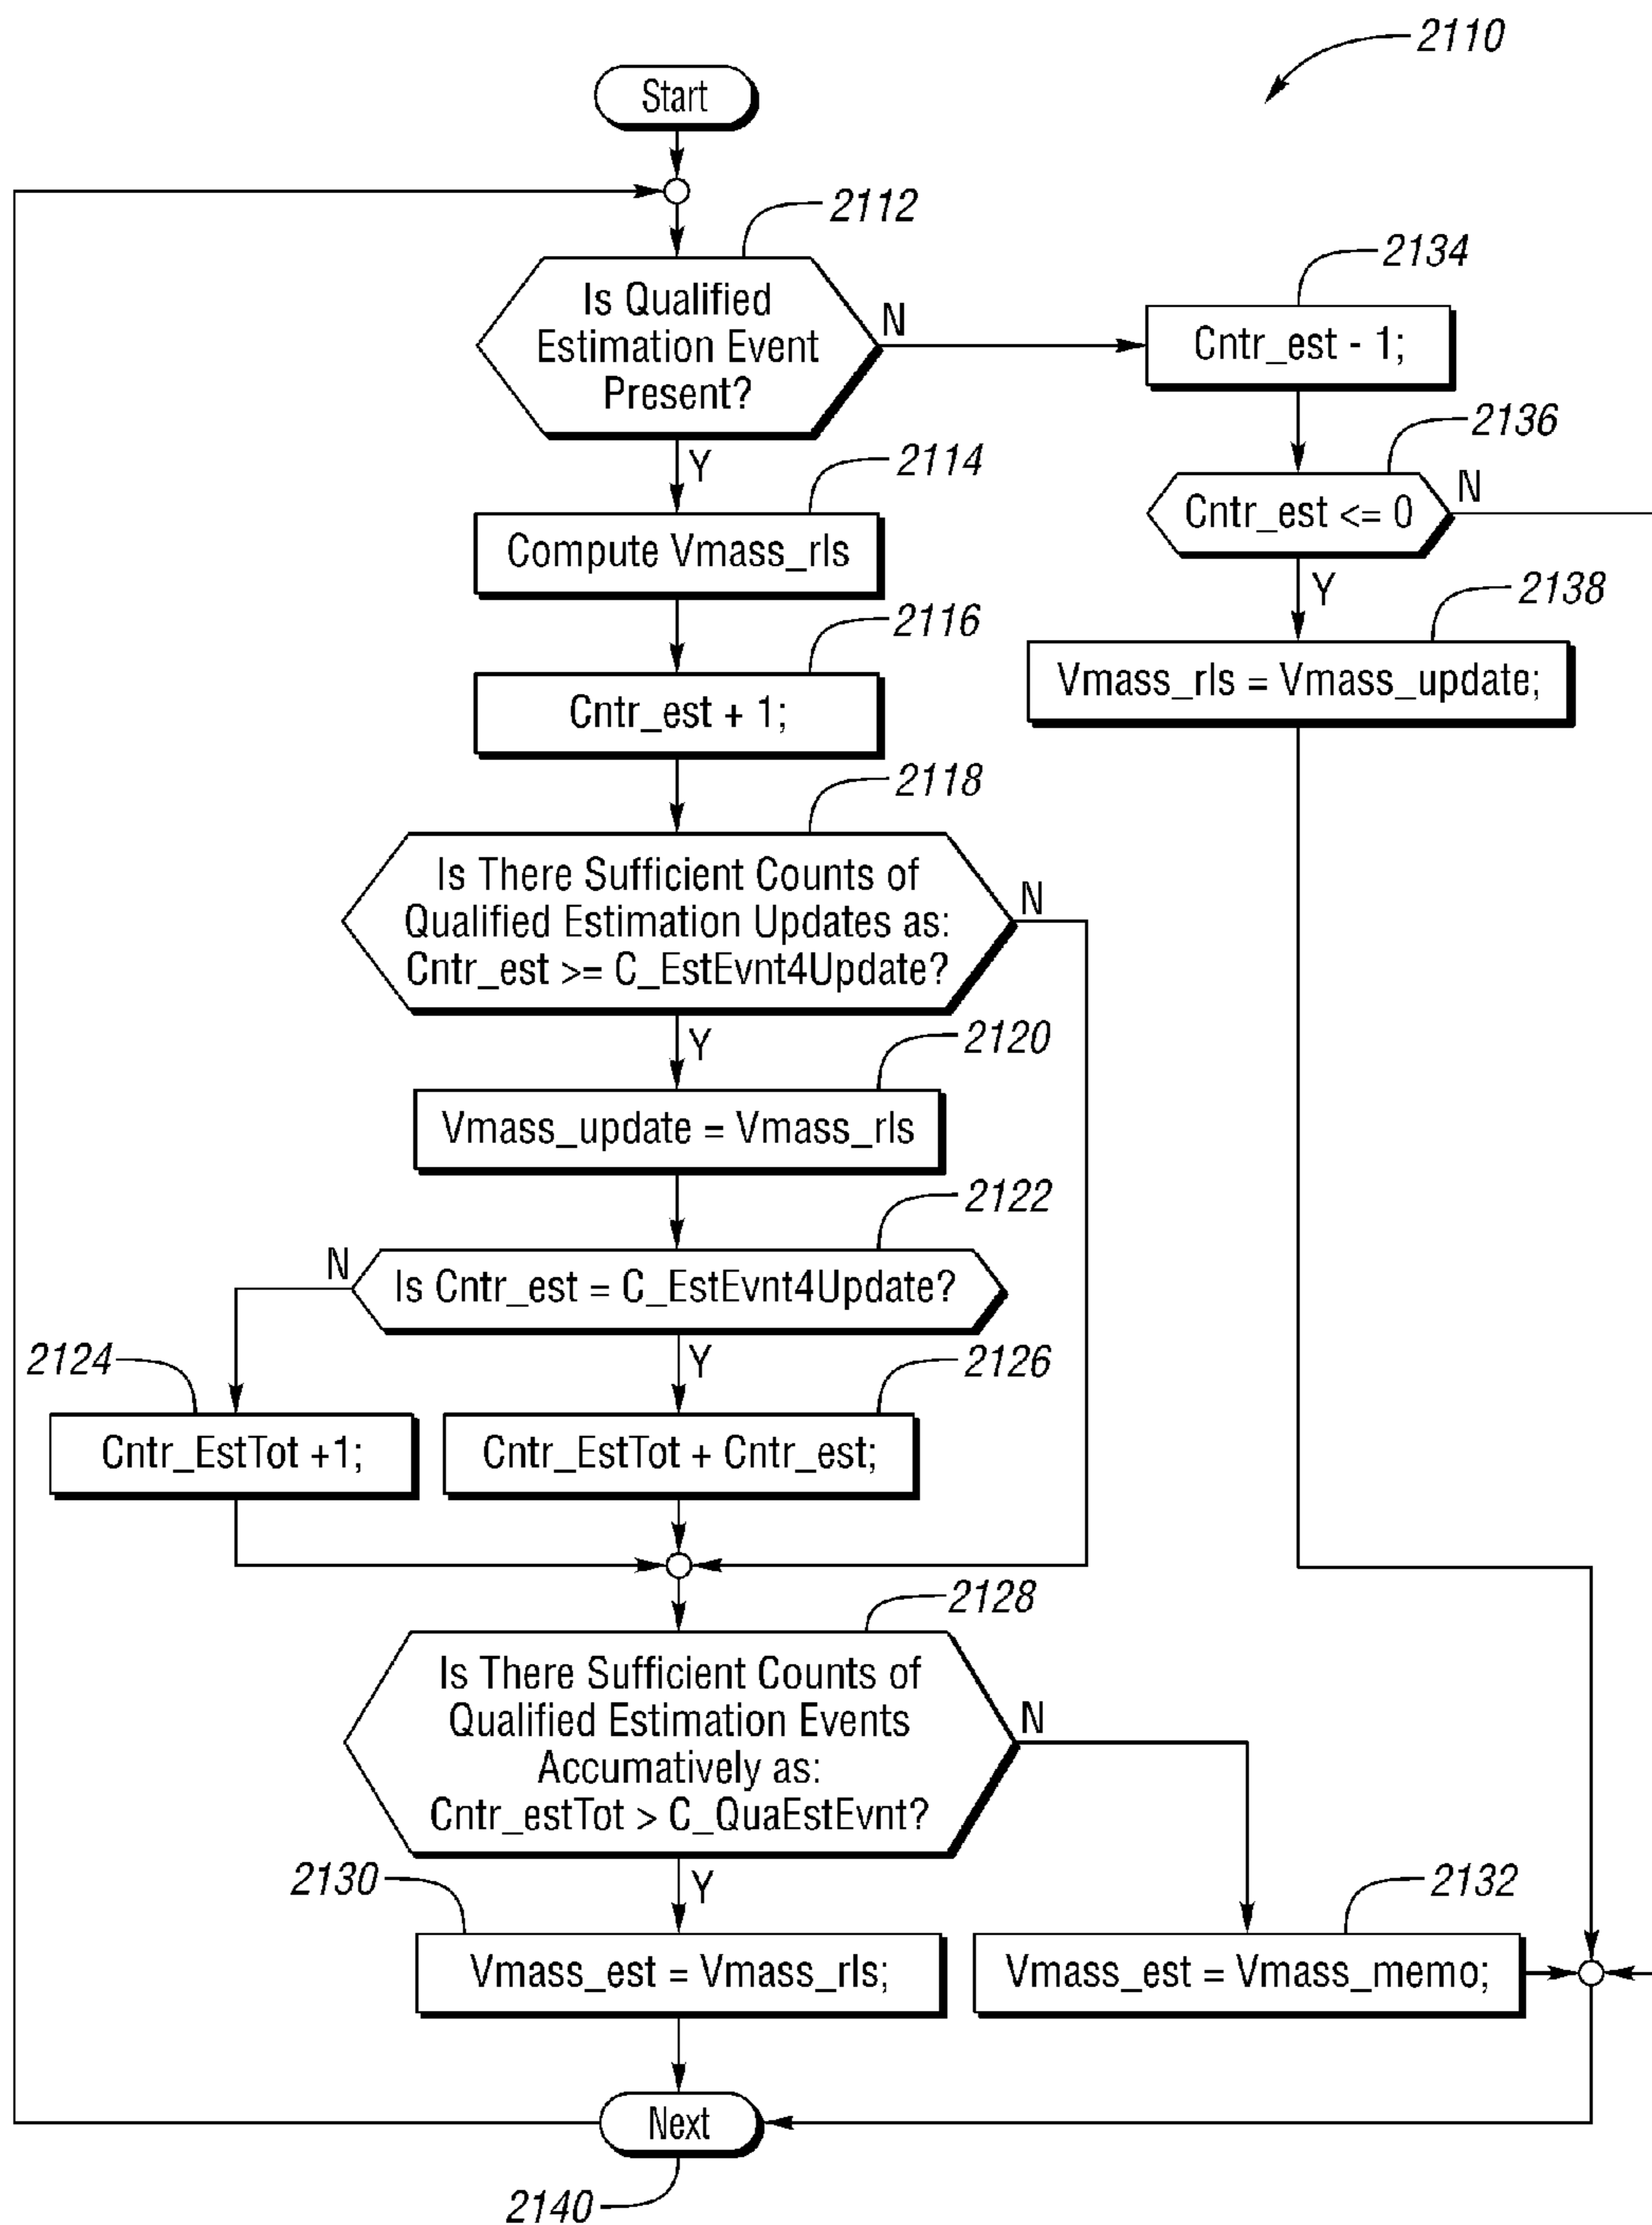 2110
Start
2112
Is Qualified
Estimation Event
Present?
N
2134
Cntr_est - 1;
2136
Cntr_est <= 0
N
Y
2138
Vmass_rls = Vmass_update;
Y
2114
Compute Vmass_rls
2116
Cntr_est + 1;
2118
Is There Sufficient Counts of
Qualified Estimation Updates as:
Cntr_est >= C_EstEvnt4Update?
N
Y
2120
Vmass_update = Vmass_rls
2122
Is Cntr_est = C_EstEvnt4Update?
N
2124
Cntr_EstTot +1;
Y
2126
Cntr_EstTot + Cntr_est;
2128
Is There Sufficient Counts of
Qualified Estimation Events
Accumatively as:
Cntr_estTot > C_QuaEstEvnt?
N
Y
2130
Vmass_est = Vmass_rls;
2132
Vmass_est = Vmass_memo;
Next
2140